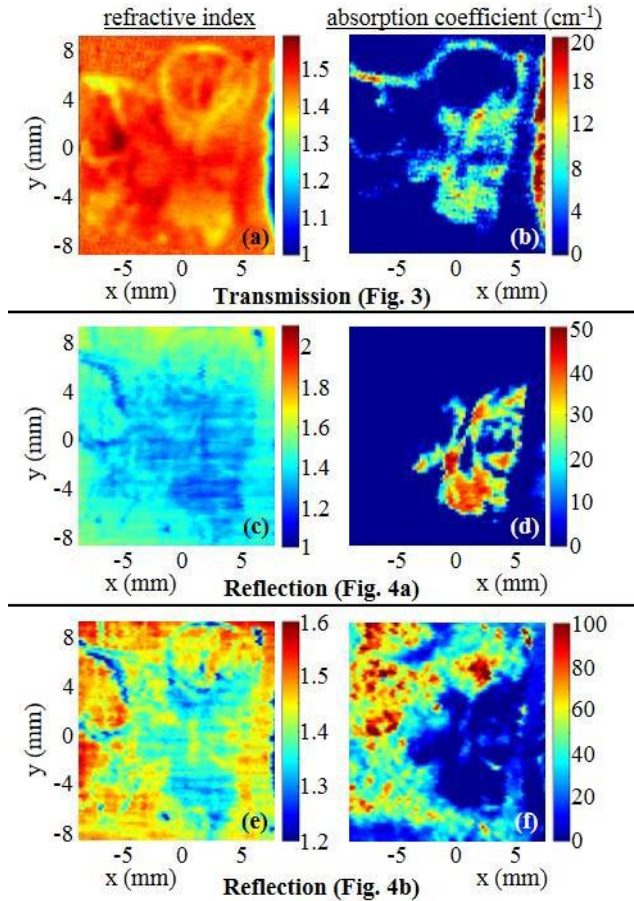 refractive index absorption coefficient (cm⁻¹)
8 4 0 -4 -8
y (mm)
1.5 1.4 1.3 1.2 1.1 1
20 18 12 8 4 0
(a) (b)
-5 0 5 -5 0 5
x (mm) x (mm)
Transmission (Fig. 3)
8 4 0 -4 -8
y (mm)
2 1.8 1.6 1.4 1.2 1
50 40 30 20 10 0
(c) (d)
-5 0 5 -5 0 5
x (mm) x (mm)
Reflection (Fig. 4a)
8 4 0 -4 -8
y (mm)
1.6 1.5 1.4 1.3 1.2
100 80 60 40 20 0
(e) (f)
-5 0 5 -5 0 5
x (mm) x (mm)
Reflection (Fig. 4b)